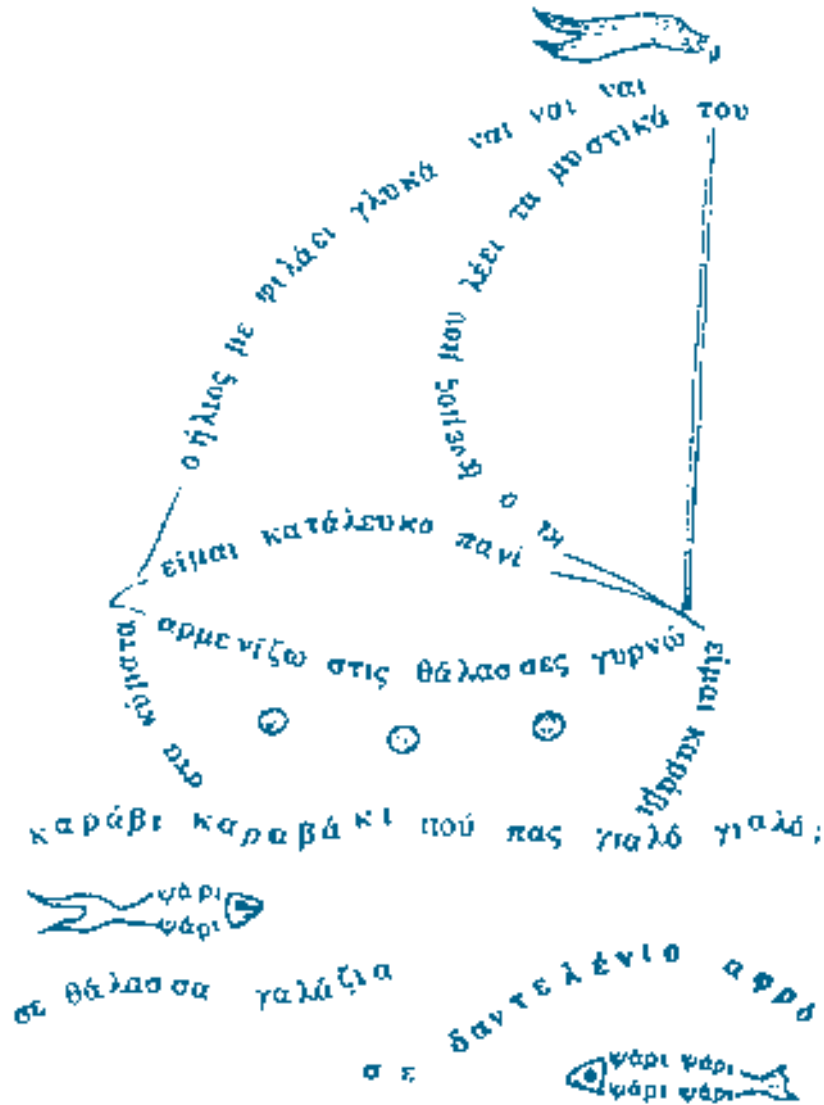 ο ήλιος με φιλάει γλυκά ναι ναι ναι
κι ο άνεμος μου λέει τα μυστικά του
είμαι κατάλευκο πανί
αρμενίζω στις θάλασσες γυρνώ
στα κύματα
είμαι καράβι
καράβι καραβάκι πού πας γιαλό γιαλό;
ψάρι
ψάρι
σε θάλασσα γαλάζια
σε δαντελένιο αφρό
ψάρι ψάρι
ψάρι ψάρι